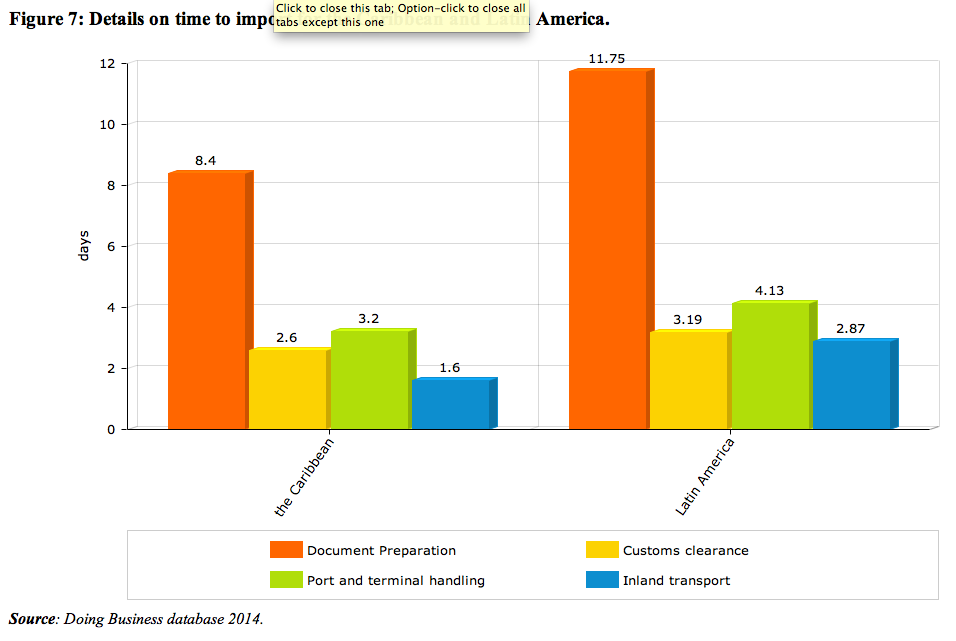 Figure 7: Details on time to impo
Click to close this tab; Option-click to close all
tabs except this one
and Latin America.
12
10
8
6
4
2
0
days
8.4
2.6
3.2
1.6
11.75
3.19
4.13
2.87
the Caribbean
Latin America
Document Preparation
Customs clearance
Port and terminal handling
Inland transport
Source: Doing Business database 2014.